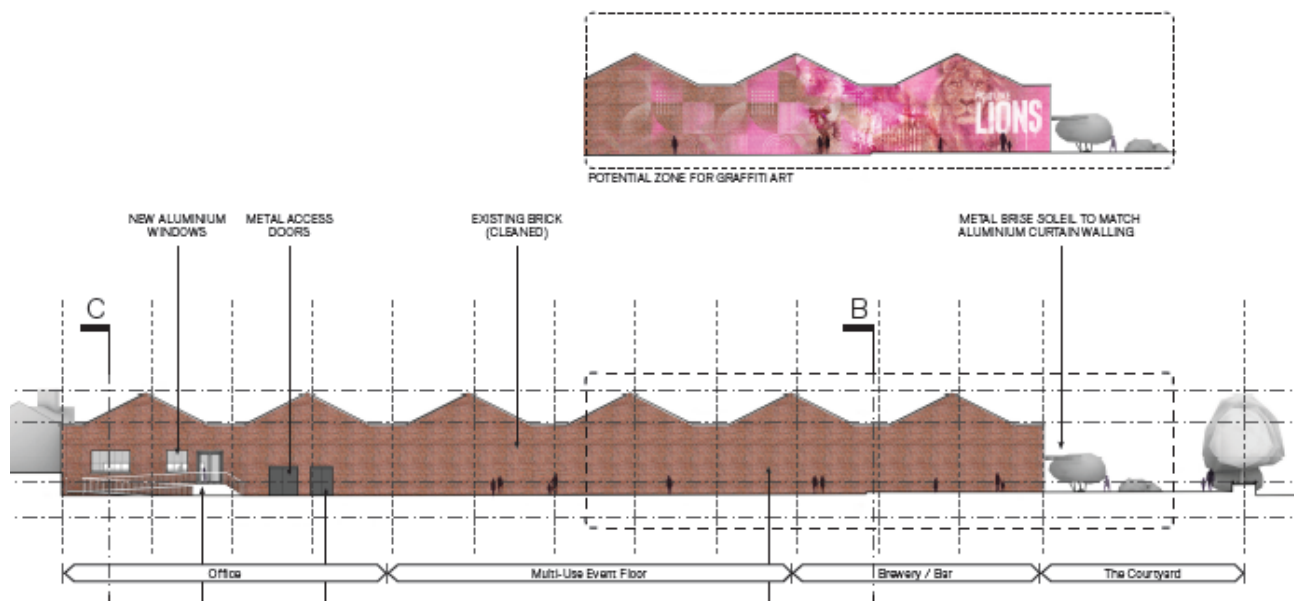 LIONS
POTENTIAL ZONE FOR GRAFFITI ART
NEW ALUMINIUM
WINDOWS
METAL ACCESS
DOORS
EXISTING BRICK
(CLEANED)
METAL BRISE SOLEIL TO MATCH
ALUMINIUM CURTAIN WALLING
C
B
Office
Multi-Use Event Floor
Brewery / Bar
The Courtyard